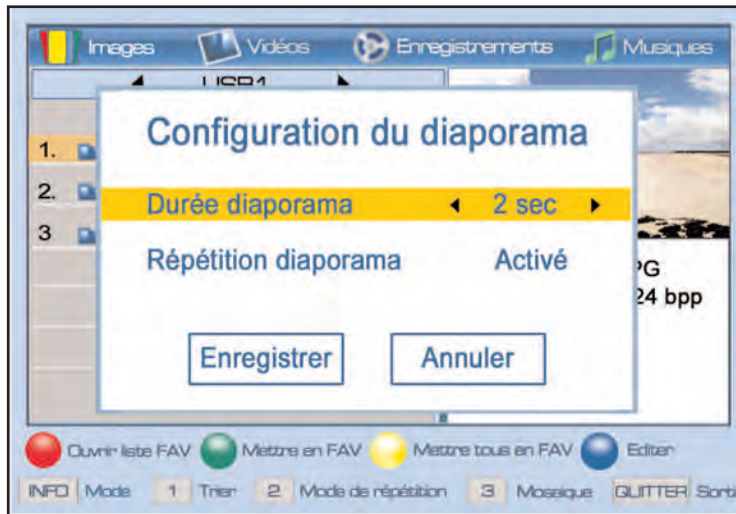 Images Vidéos Enregistrements Musiques
USB1
Configuration du diaporama
1.
2.
3
Durée diaporama 2 sec
Répétition diaporama Activé
PG
24 bpp
Enregistrer Annuler
Ouvrir liste FAV Mettre en FAV Mettre tous en FAV Editer
INFO Mode 1 Trier 2 Mode de répétition 3 Mosaique QUITTER Sorti